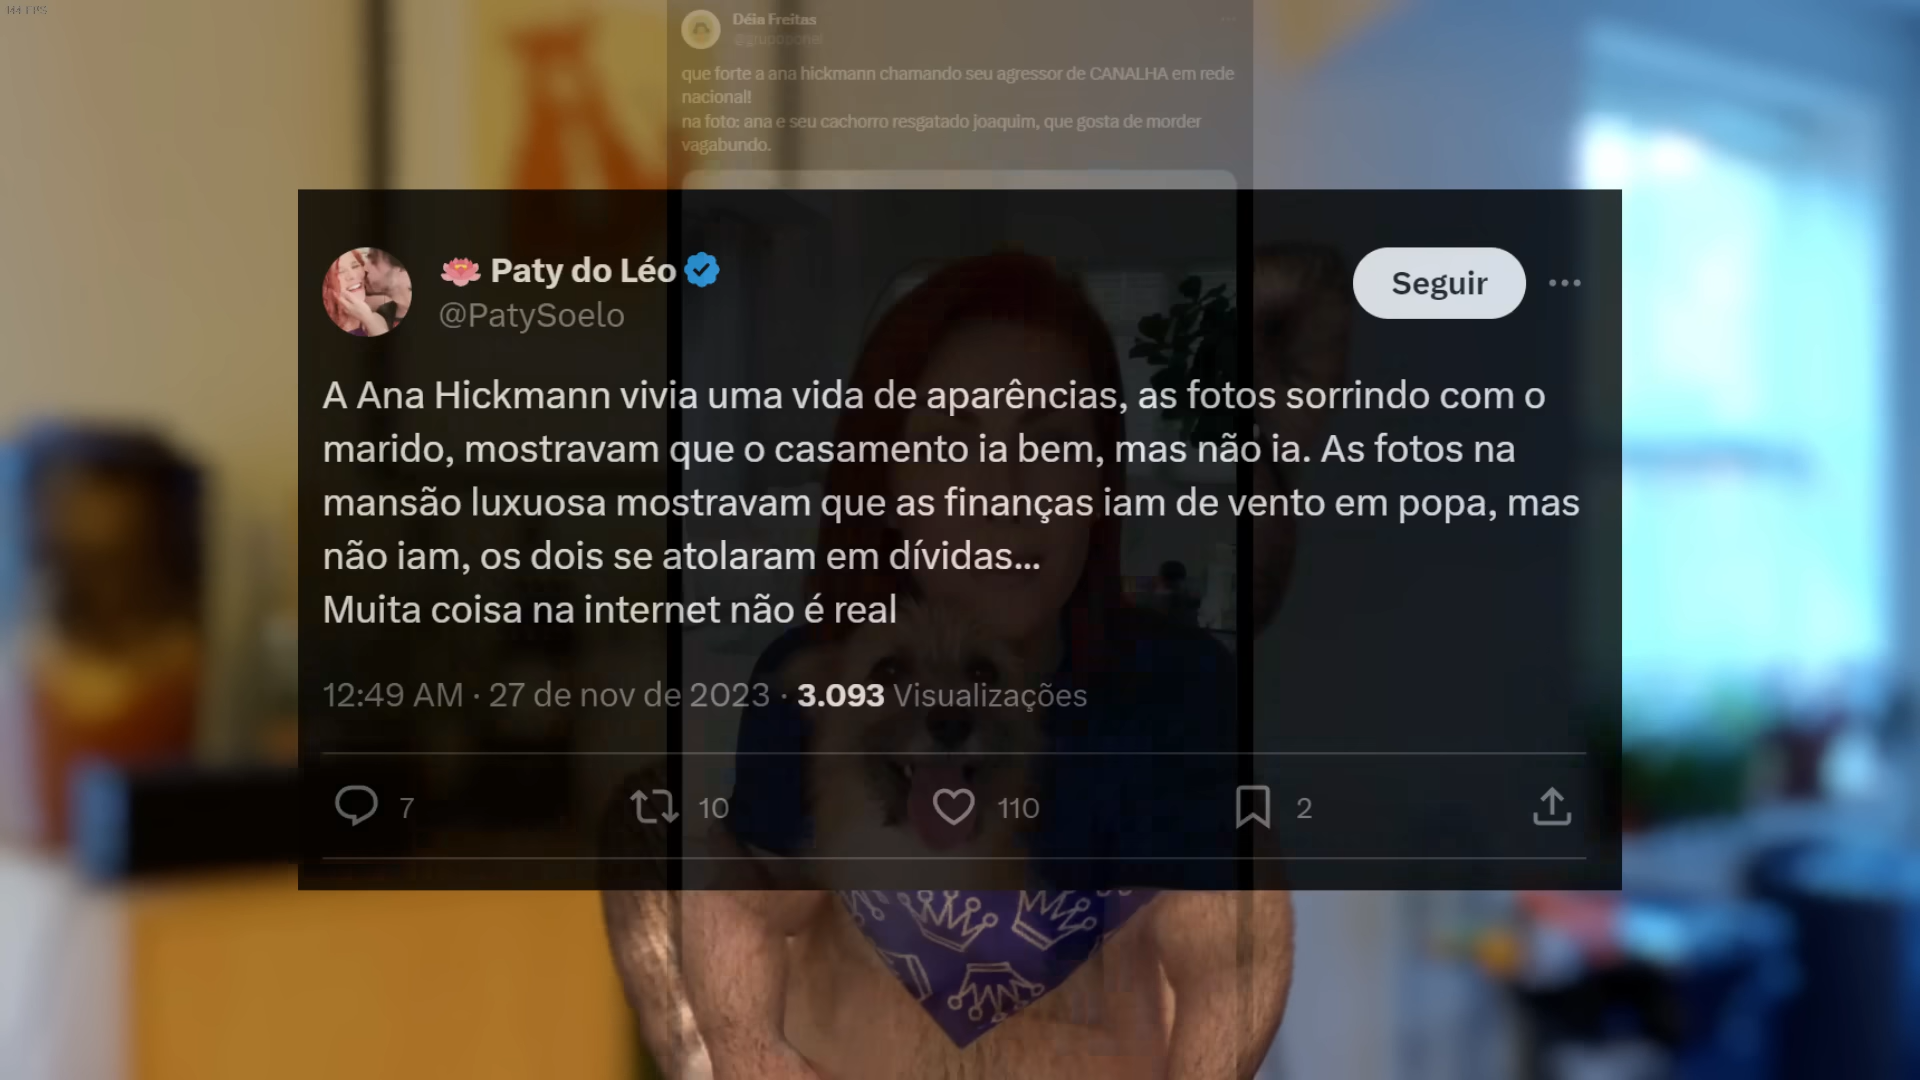 144 FPS
Déia Freitas
@grupoponei
que forte a ana hickmann chamando seu agressor de CANALHA em rede
nacional!
na foto: ana e seu cachorro resgatado joaquim, que gosta de morder
vagabundo.
Paty do Léo
@PatySoelo
Seguir
A Ana Hickmann vivia uma vida de aparências, as fotos sorrindo com o
marido, mostravam que o casamento ia bem, mas não ia. As fotos na
mansão luxuosa mostravam que as finanças iam de vento em popa, mas
não iam, os dois se atolaram em dívidas...
Muita coisa na internet não é real
12:49 AM · 27 de nov de 2023 · 3.093 Visualizações
7 10 110 2